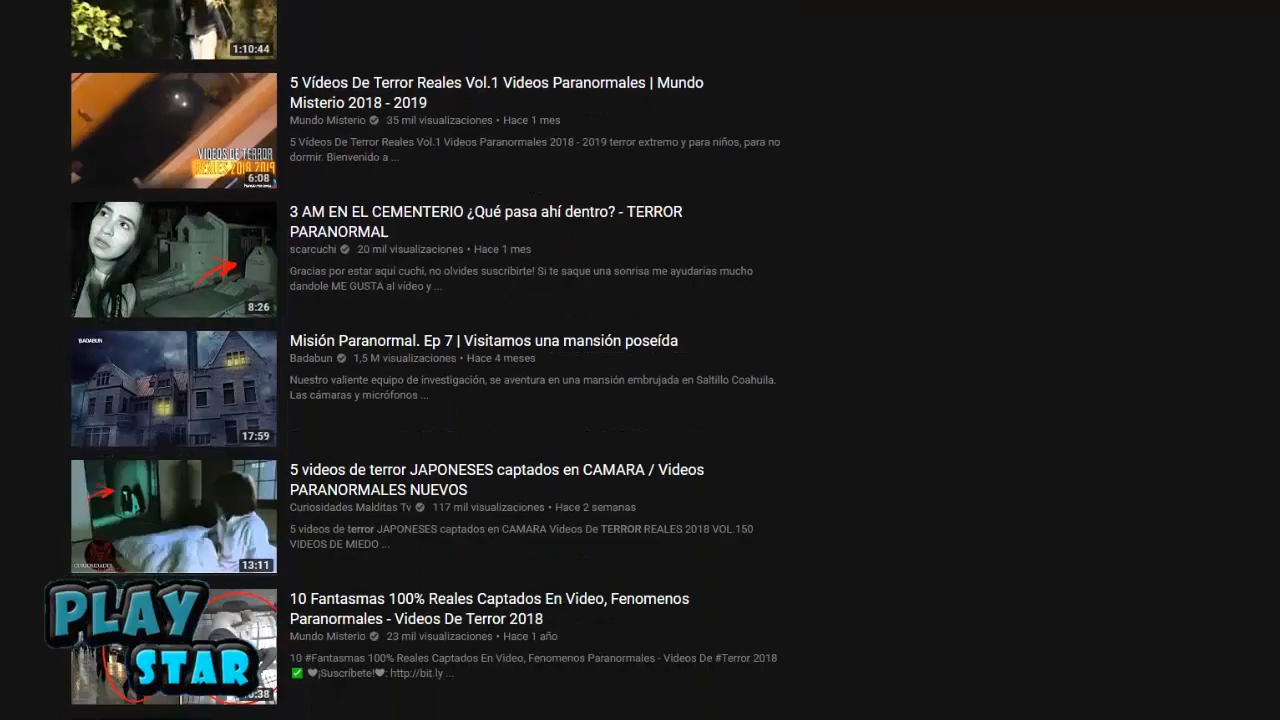 1:10:44
5 Vídeos De Terror Reales Vol.1 Videos Paranormales | Mundo
Misterio 2018 - 2019
Mundo Misterio 35 mil visualizaciones • Hace 1 mes
5 Vídeos De Terror Reales Vol.1 Videos Paranormales 2018 - 2019 terror extremo y para niños, para no
dormir. Bienvenido a ...
VIDEOS DE TERROR
REALES 2018 2019
6:08
3 AM EN EL CEMENTERIO ¿Qué pasa ahí dentro? - TERROR
PARANORMAL
scarcuchi 20 mil visualizaciones • Hace 1 mes
Gracias por estar aquí cuchi, no olvides suscribirte! Si te saque una sonrisa me ayudarías mucho
dandole ME GUSTA al vídeo y ...
8:26
BADABUN
Misión Paranormal. Ep 7 | Visitamos una mansión poseída
Badabun 1,5 M visualizaciones • Hace 4 meses
Nuestro valiente equipo de investigación, se aventura en una mansión embrujada en Saltillo Coahuila.
Las cámaras y micrófonos ...
17:59
5 videos de terror JAPONESES captados en CAMARA / Videos
PARANORMALES NUEVOS
Curiosidades Malditas Tv 117 mil visualizaciones • Hace 2 semanas
5 videos de terror JAPONESES captados en CAMARA Vídeos De TERROR REALES 2018 VOL.150
VIDEOS DE MIEDO ...
CURIOSIDADES
13:11
10 Fantasmas 100% Reales Captados En Video, Fenomenos
Paranormales - Videos De Terror 2018
Mundo Misterio 23 mil visualizaciones • Hace 1 año
10 #Fantasmas 100% Reales Captados En Video, Fenomenos Paranormales - Videos De #Terror 2018
✅ 🖤¡Suscríbete!🖤: http://bit.ly ...
PLAY
STAR